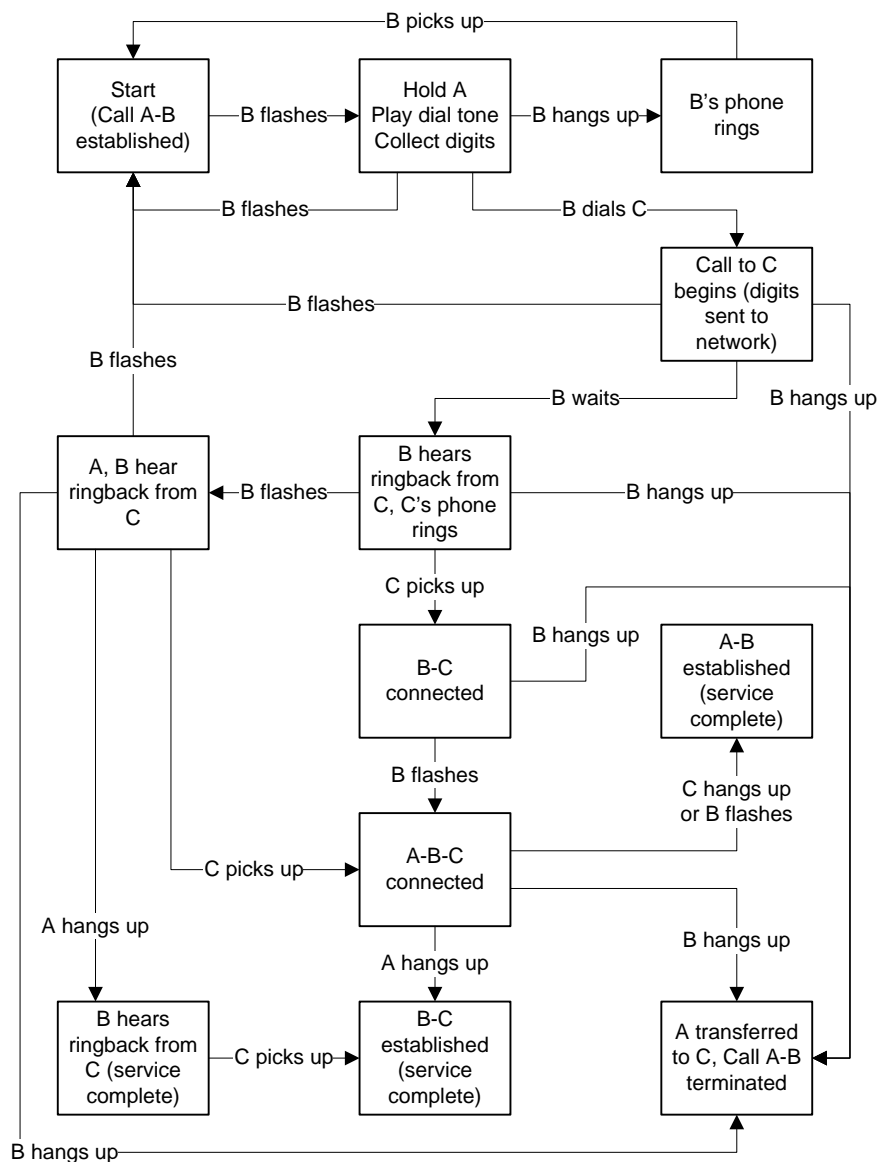 B picks up
Start
(Call A-B
established)
B flashes
Hold A
Play dial tone
Collect digits
B hangs up
B's phone
rings
B flashes
B dials C
Call to C
begins (digits
sent to
network)
B flashes
B flashes
B waits
B hangs up
A, B hear
ringback from
C
B flashes
B hears
ringback from
C, C's phone
rings
B hangs up
C picks up
B hangs up
B-C
connected
A-B
established
(service
complete)
B flashes
C hangs up
or B flashes
C picks up
A-B-C
connected
A hangs up
B hangs up
A hangs up
B hears
ringback from
C (service
complete)
C picks up
B-C
established
(service
complete)
A transferred
to C, Call A-B
terminated
B hangs up